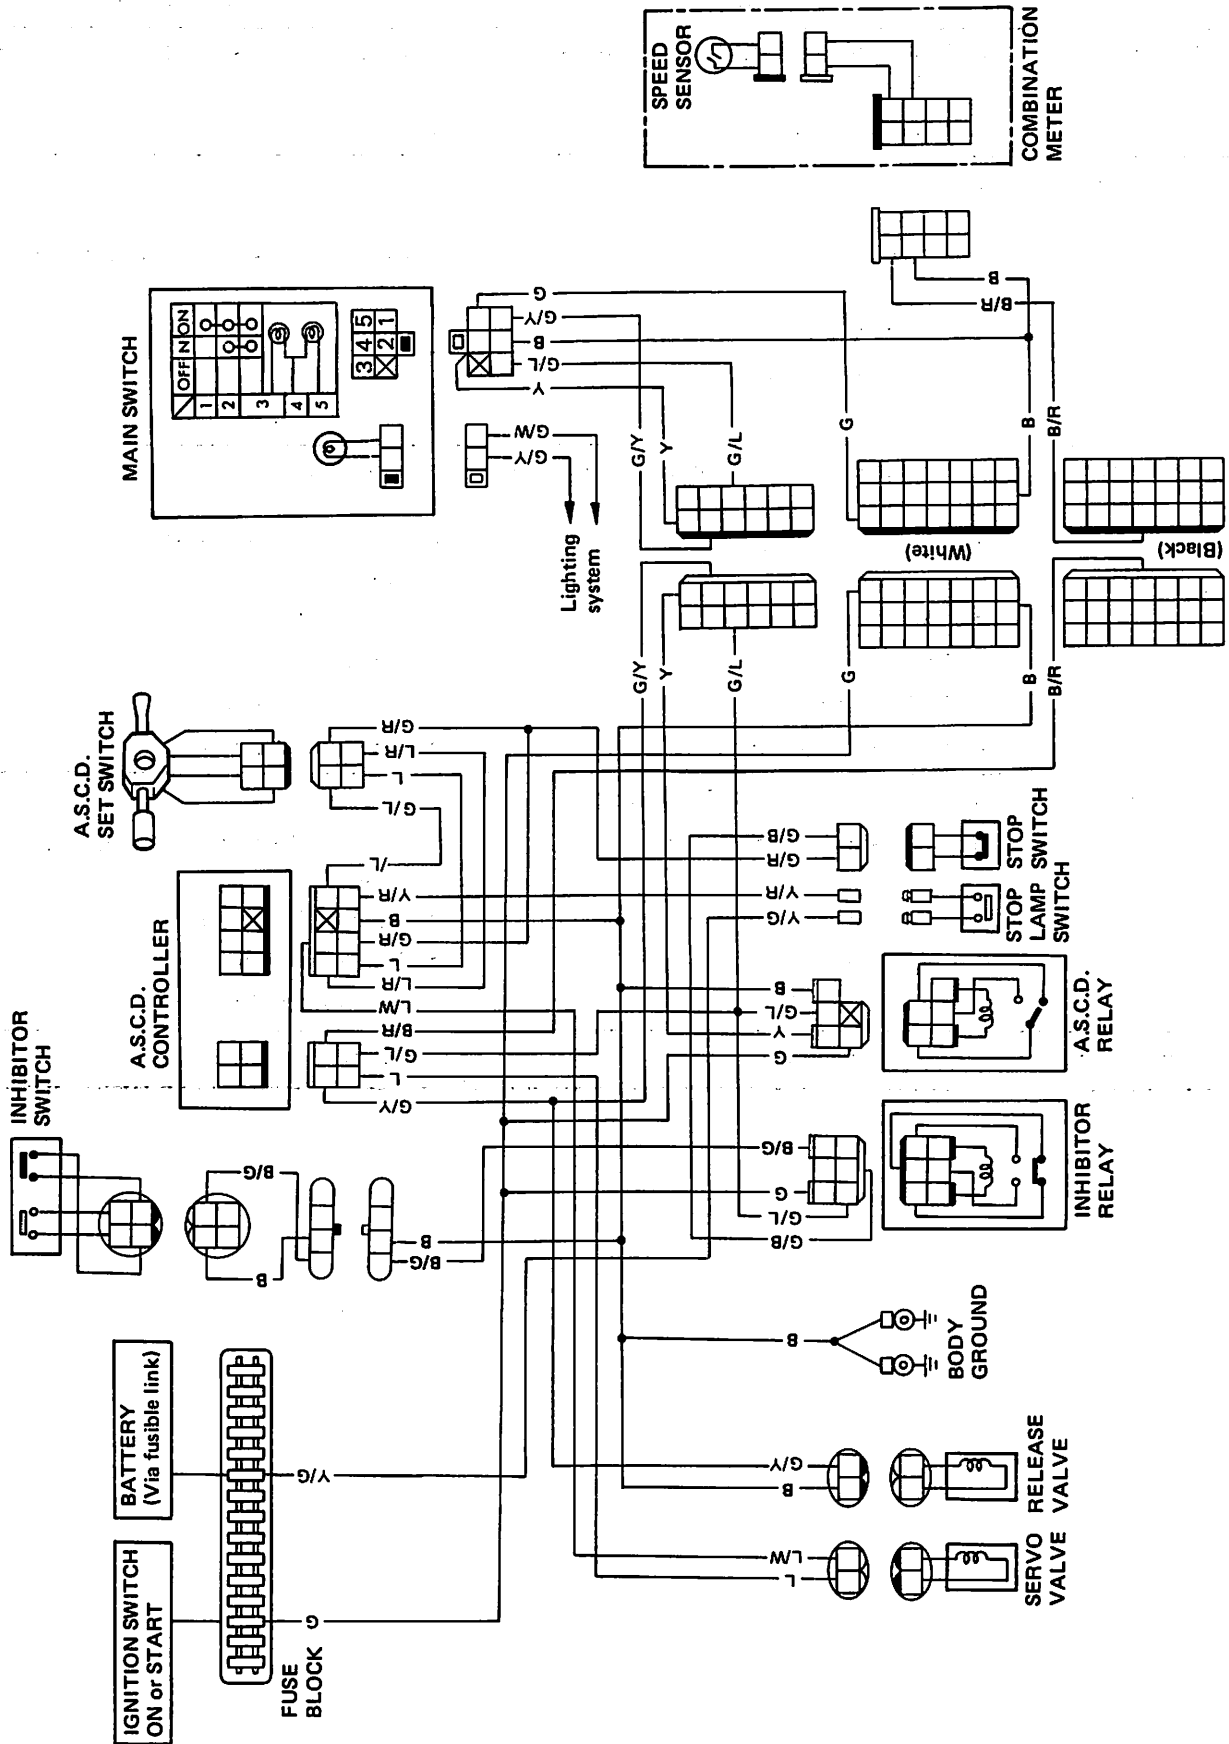 SPEED
SENSOR
COMBINATION
METER
MAIN SWITCH
OFF N ON
1
2
3
4
5
3 4 5
2 1
G
G/Y
B
G/L
Y
G/W
G/Y
Lighting
system
B
B/R
G/Y
Y
G/L
G
B
B/R
(White)
(Black)
G/Y
Y
G/L
G
B
B/R
A.S.C.D.
SET SWITCH
G/R
L/R
L
G/L
A.S.C.D.
CONTROLLER
/L
Y/R
B
G/R
L
L/R
L/W
B/R
G/L
L
G/Y
G/B
G/R
Y/R
Y/G
STOP
SWITCH
STOP
LAMP
SWITCH
B
G/L
Y
G
A.S.C.D.
RELAY
INHIBITOR
SWITCH
B/G
B
B
B/G
B/G
G
G/L
G/B
INHIBITOR
RELAY
BATTERY
(Via fusible link)
IGNITION SWITCH
ON or START
FUSE
BLOCK
Y/G
G
B
BODY
GROUND
G/Y
B
RELEASE
VALVE
L/W
L
SERVO
VALVE